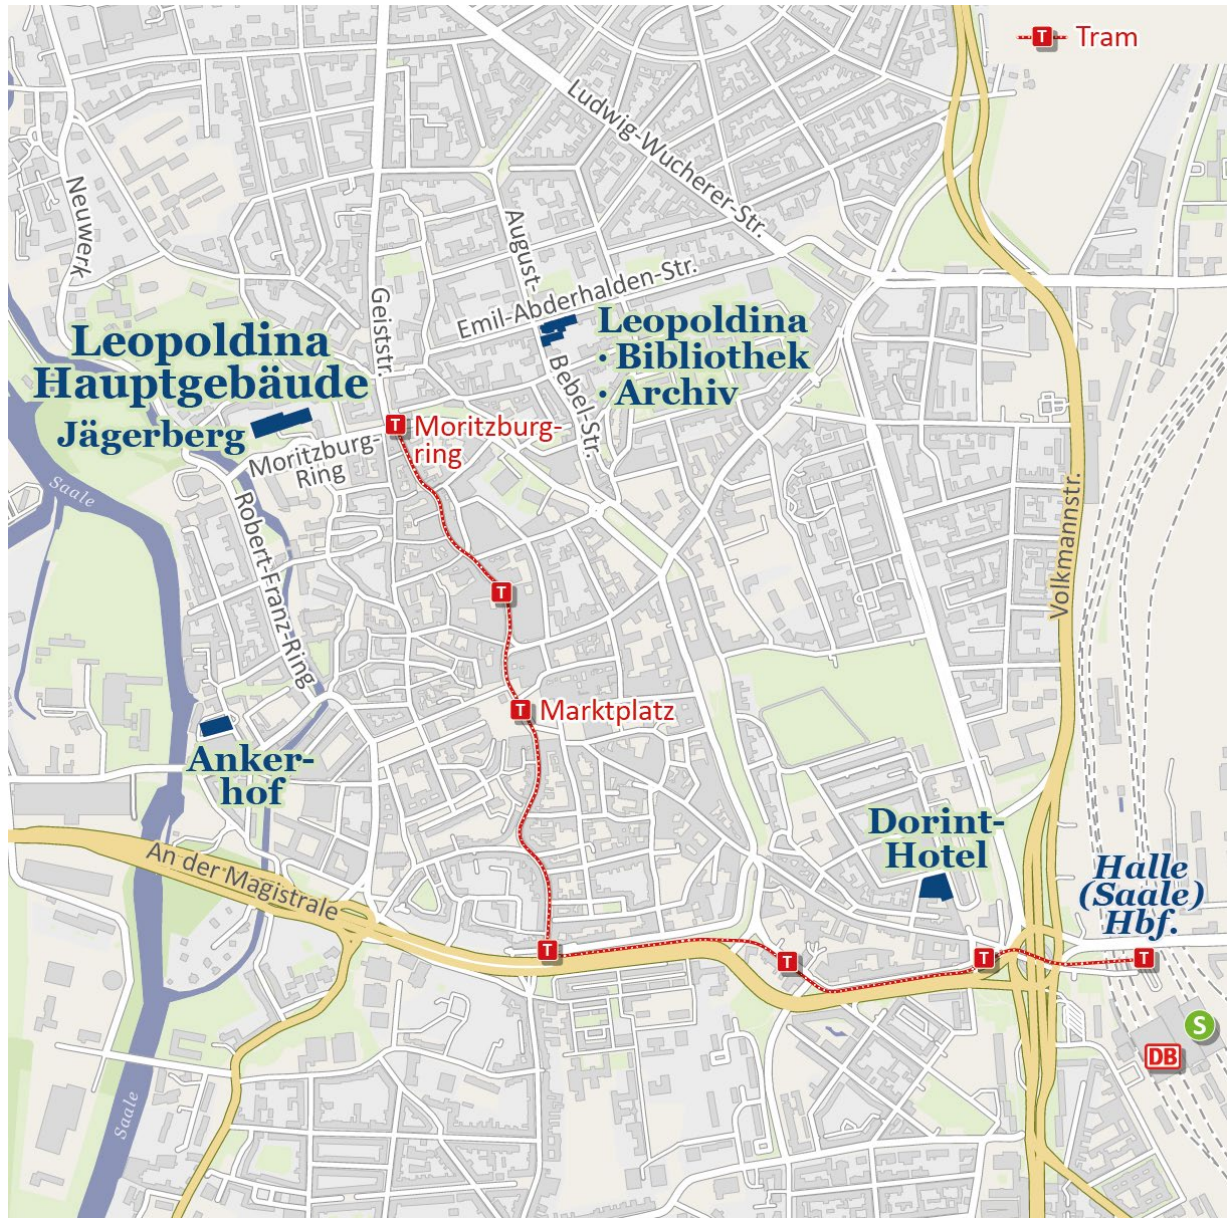 T Tram
Ludwig-Wucherer-Str.
Neuwerk
August-
Bebel-Str.
Geiststr.
Emil-Abderhalden-Str.
Leopoldina
Hauptgebäude
Jägerberg
Leopoldina
· Bibliothek
· Archiv
T Moritzburg-
ring
Moritzburg-
Ring
Saale
Robert-Franz-Ring
Volkmannstr.
T
T Marktplatz
Anker-
hof
Dorint-
Hotel
An der Magistrale
Halle
(Saale)
Hbf.
T
T
T
T
S
DB
Saale